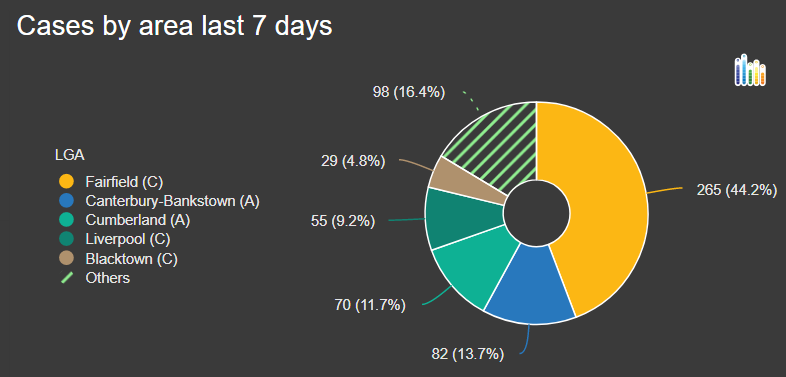 Cases by area last 7 days
98 (16.4%)
LGA
29 (4.8%)
Fairfield (C)
265 (44.2%)
Canterbury-Bankstown (A)
Cumberland (A)
55 (9.2%)
Liverpool (C)
Blacktown (C)
Others
70 (11.7%)
82 (13.7%)